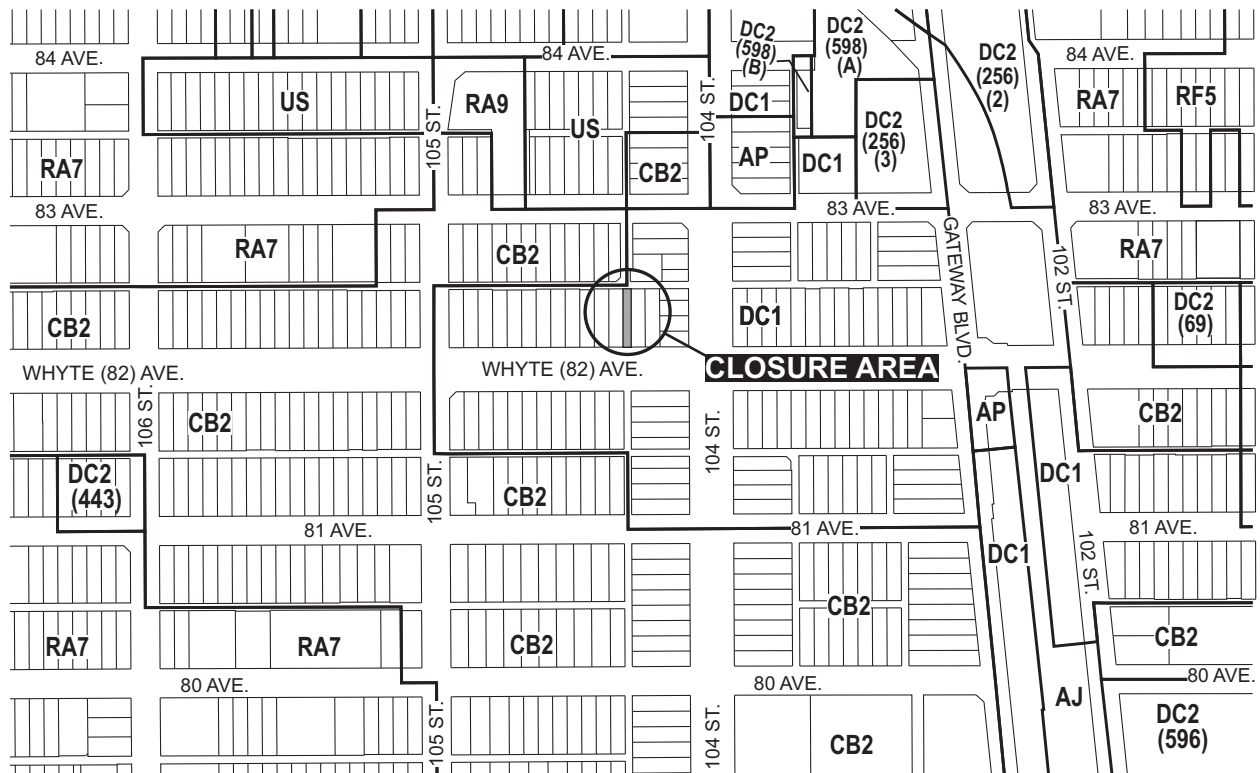 84 AVE.
84 AVE.
DC2
(598)
(B)
DC2
(598)
(A)
DC2
(256)
(2)
84 AVE.
US
105 ST.
RA9
US
104 ST.
DC1
DC2
(256)
(3)
RA7
RF5
RA7
CB2
AP
DC1
83 AVE.
83 AVE.
83 AVE.
RA7
CB2
GATEWAY BLVD.
102 ST.
RA7
CB2
DC1
DC2
(69)
WHYTE (82) AVE.
WHYTE (82) AVE.
CLOSURE AREA
106 ST.
CB2
104 ST.
AP
CB2
DC2
(443)
105 ST.
CB2
DC1
81 AVE.
81 AVE.
81 AVE.
DC1
102 ST.
CB2
RA7
RA7
CB2
CB2
80 AVE.
80 AVE.
80 AVE.
105 ST.
104 ST.
CB2
AJ
DC2
(596)